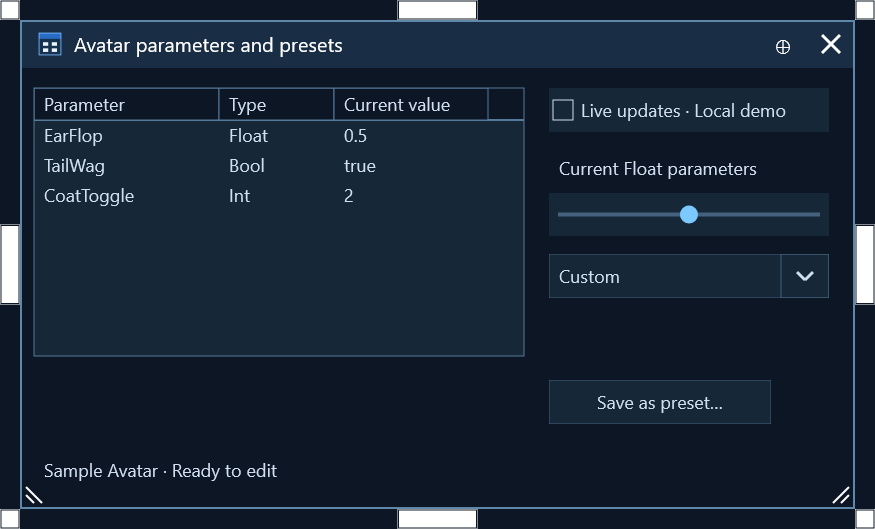 Avatar parameters and presets
Parameter Type Current value
EarFlop Float 0.5
TailWag Bool true
CoatToggle Int 2
Live updates · Local demo
Current Float parameters
Custom
Save as preset...
Sample Avatar · Ready to edit